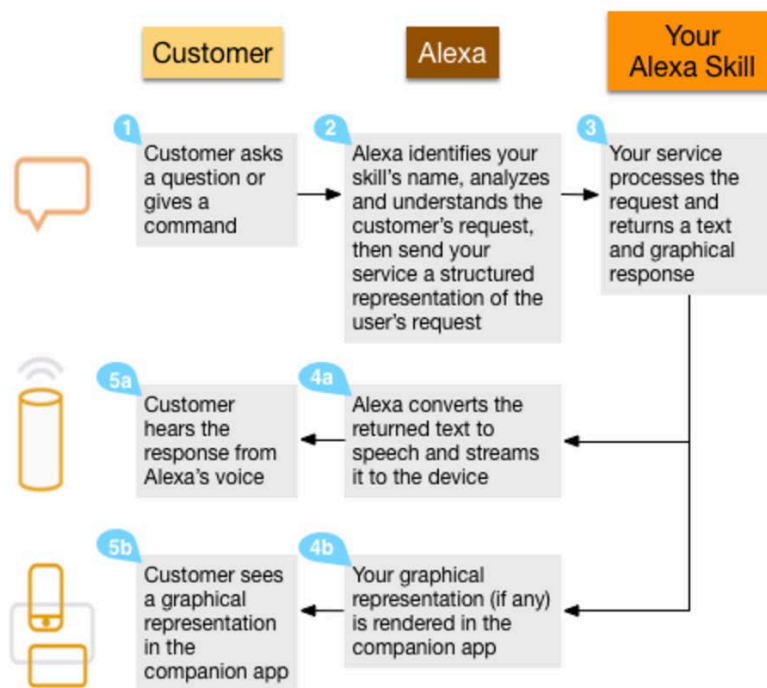 Customer
Alexa
Your
Alexa Skill
1
Customer asks
a question or
gives a
command
2
Alexa identifies your
skill's name, analyzes
and understands the
customer's request,
then send your
service a structured
representation of the
user's request
3
Your service
processes the
request and
returns a text
and graphical
response
5a
Customer
hears the
response from
Alexa's voice
4a
Alexa converts the
returned text to
speech and streams
it to the device
5b
Customer sees
a graphical
representation
in the
companion app
4b
Your graphical
representation (if any)
is rendered in the
companion app